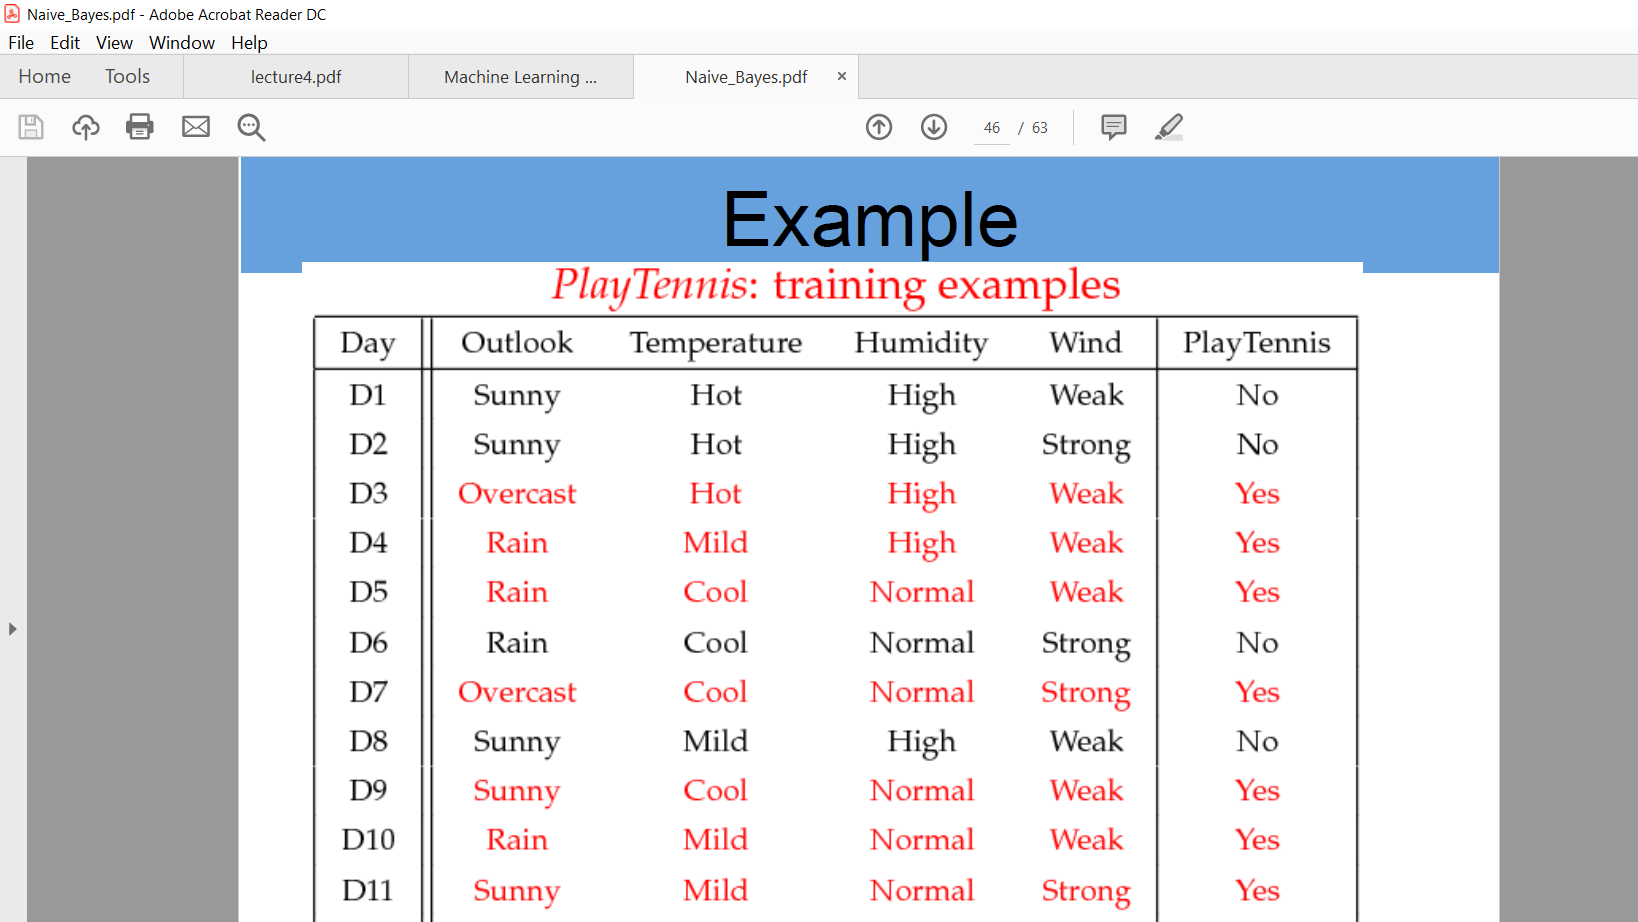 Naive_Bayes.pdf - Adobe Acrobat Reader DC
File Edit View Window Help
Home Tools lecture4.pdf Machine Learning ... Naive_Bayes.pdf ×
46 / 63
Example
PlayTennis: training examples
Day Outlook Temperature Humidity Wind PlayTennis
D1 Sunny Hot High Weak No
D2 Sunny Hot High Strong No
D3 Overcast Hot High Weak Yes
D4 Rain Mild High Weak Yes
D5 Rain Cool Normal Weak Yes
D6 Rain Cool Normal Strong No
D7 Overcast Cool Normal Strong Yes
D8 Sunny Mild High Weak No
D9 Sunny Cool Normal Weak Yes
D10 Rain Mild Normal Weak Yes
D11 Sunny Mild Normal Strong Yes